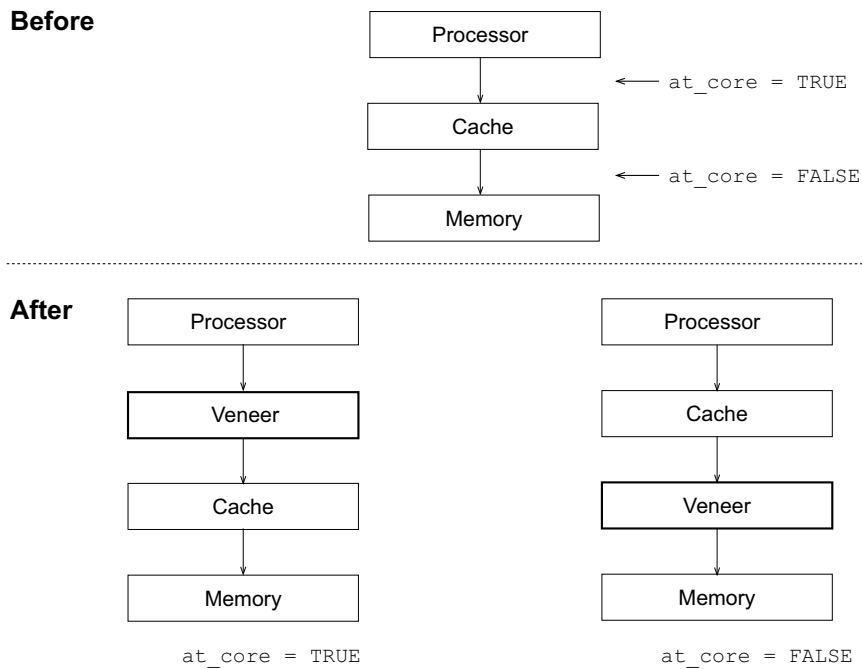 Before
Processor
at_core = TRUE
Cache
at_core = FALSE
Memory
After
Processor
Processor
Veneer
Cache
Cache
Veneer
Memory
Memory
at_core = TRUE
at_core = FALSE